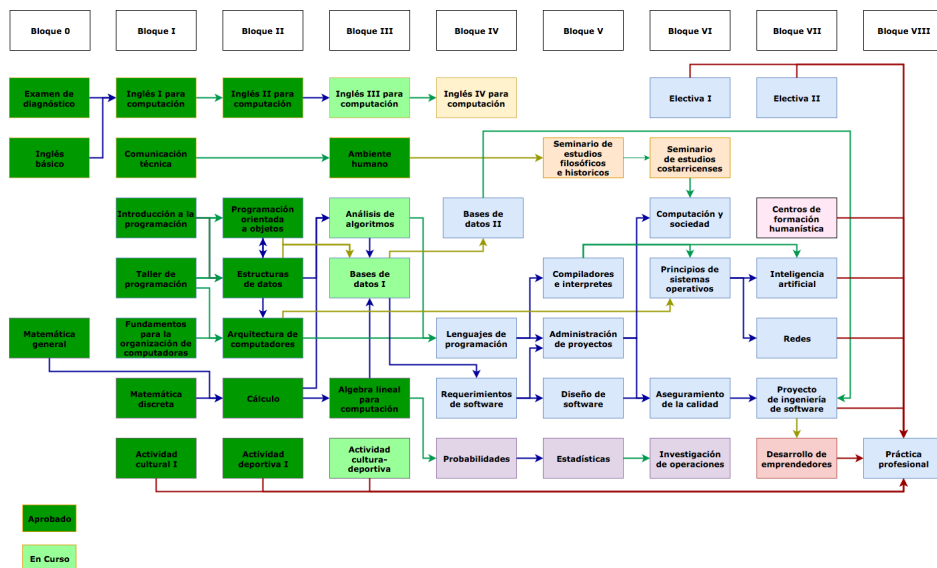 Bloque 0
Bloque I
Bloque II
Bloque III
Bloque IV
Bloque V
Bloque VI
Bloque VII
Bloque VIII
Examen de
diagnóstico
Inglés I para
computación
Inglés II para
computación
Inglés III para
computación
Inglés IV para
computación
Electiva I
Electiva II
Inglés
básico
Comunicación
técnica
Ambiente
humano
Seminario de
estudios
filosóficos
e historicos
Seminario
de estudios
costarricenses
Introducción a la
programación
Programación
orientada
a objetos
Análisis de
algoritmos
Bases de
datos II
Computación y
sociedad
Centros de
formación
humanística
Taller de
programación
Estructuras
de datos
Bases de
datos I
Compiladores
e interpretes
Principios de
sistemas
operativos
Inteligencia
artificial
Matemática
general
Fundamentos
para la
organización de
computadoras
Arquitectura de
computadores
Lenguajes de
programación
Administración
de proyectos
Redes
Matemática
discreta
Cálculo
Algebra lineal
para
computación
Requerimientos
de software
Diseño de
software
Aseguramiento
de la calidad
Proyecto
de ingeniería
de software
Actividad
cultural I
Actividad
deportiva I
Actividad
cultura-
deportiva
Probabilidades
Estadísticas
Investigación
de operaciones
Desarrollo de
emprendedores
Práctica
profesional
Aprobado
En Curso